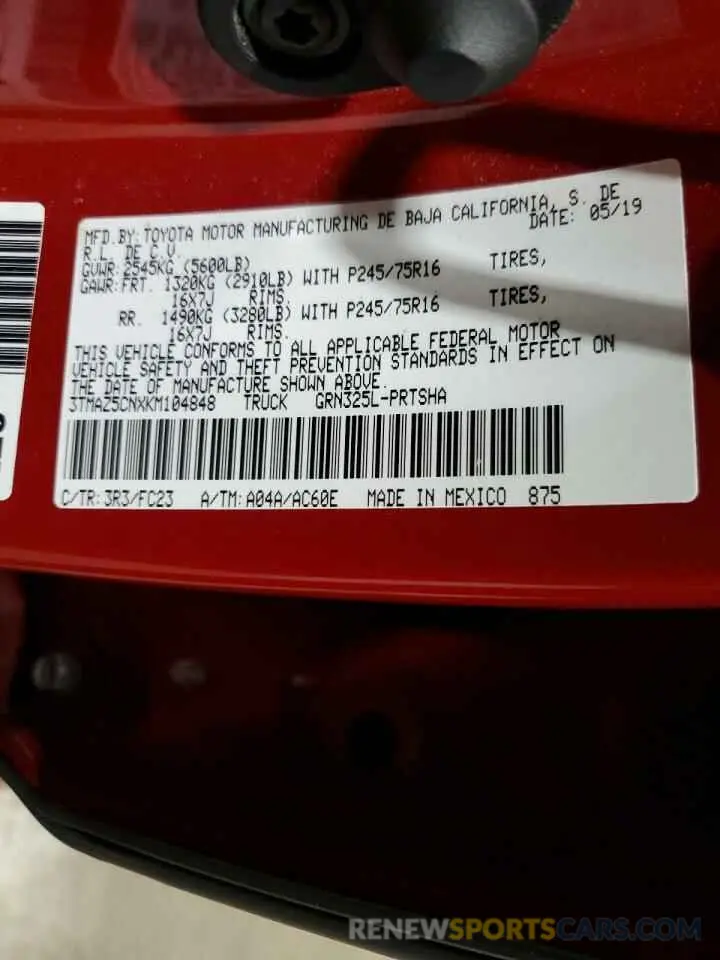 MFD.BY: TOYOTA MOTOR MANUFACTURING DE BAJA CALIFORNIA, S. DE
R.L. DE C.V. DATE: 05/19
GVWR: 2545KG (5600LB)
GAWR: FRT. 1320KG (2910LB) WITH P245/75R16 TIRES,
16X7J RIMS.
RR. 1490KG (3280LB) WITH P245/75R16 TIRES,
16X7J RIMS.
THIS VEHICLE CONFORMS TO ALL APPLICABLE FEDERAL MOTOR
VEHICLE SAFETY AND THEFT PREVENTION STANDARDS IN EFFECT ON
THE DATE OF MANUFACTURE SHOWN ABOVE.
3TMAZ5CNXKM104848 TRUCK GRN325L-PRTSHA
C/TR: 3R3/FC23 A/TM: A04A/AC60E MADE IN MEXICO 875
RENEWSPORTSCARS.COM